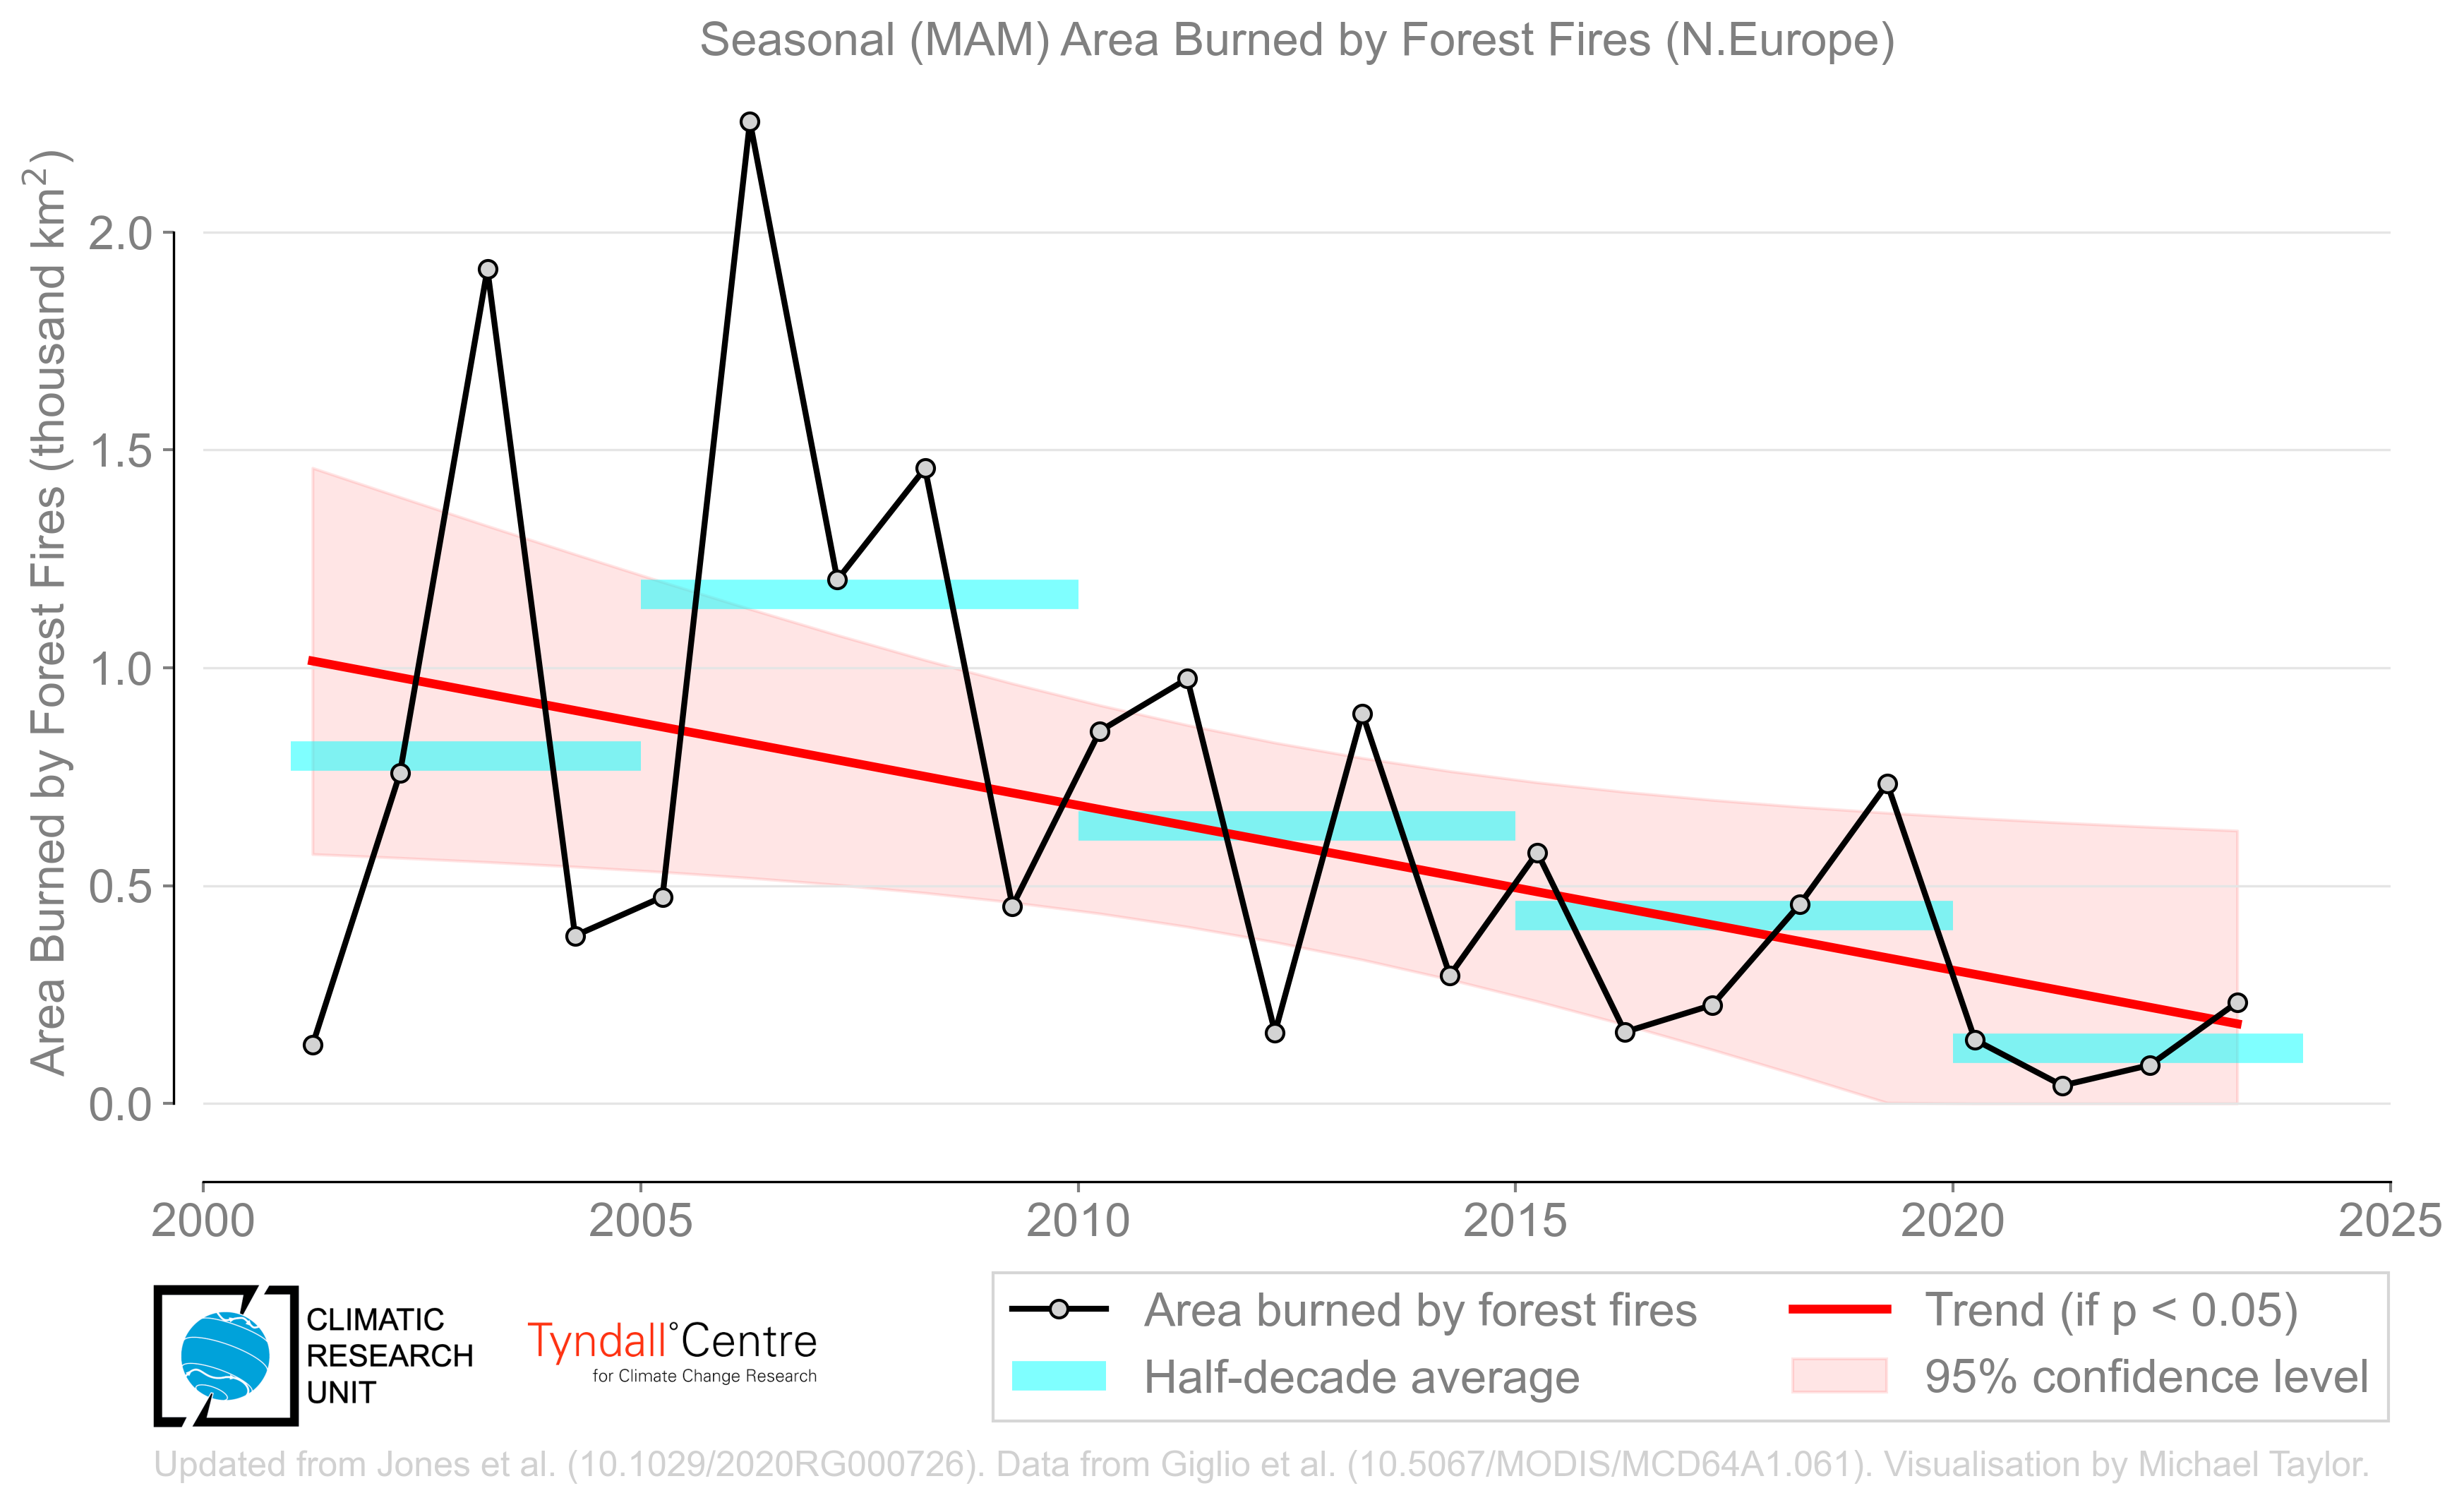 Seasonal (MAM) Area Burned by Forest Fires (N.Europe)
Area Burned by Forest Fires (thousand km²)
2.0
1.5
1.0
0.5
0.0
2000 2005 2010 2015 2020 2025
CLIMATIC
RESEARCH
UNIT
Tyndall°Centre
for Climate Change Research
Area burned by forest fires
Half-decade average
Trend (if p < 0.05)
95% confidence level
Updated from Jones et al. (10.1029/2020RG000726). Data from Giglio et al. (10.5067/MODIS/MCD64A1.061). Visualisation by Michael Taylor.